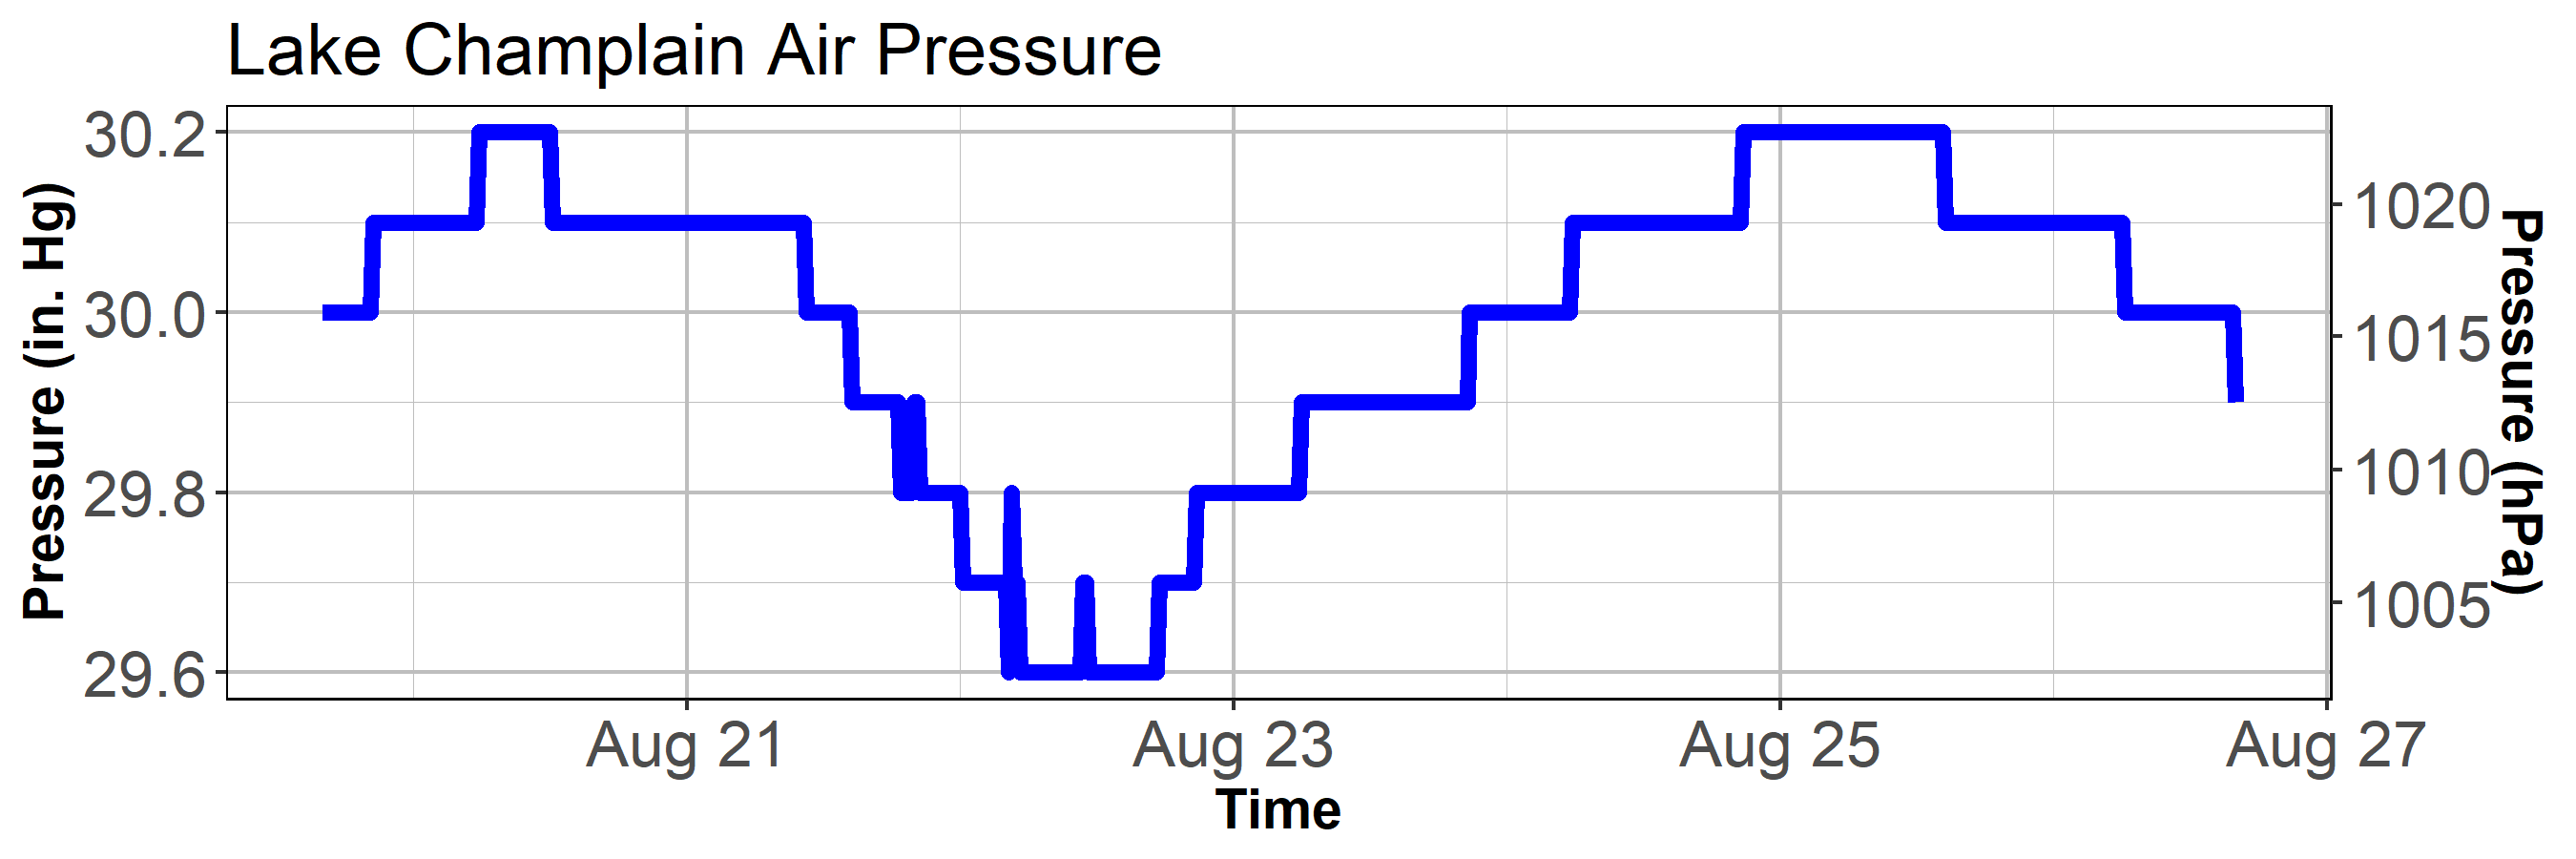 Lake Champlain Air Pressure
Pressure (in. Hg)
30.2
30.0
29.8
29.6
1020
1015
1010
1005
Pressure (hPa)
Aug 21
Aug 23
Aug 25
Aug 27
Time